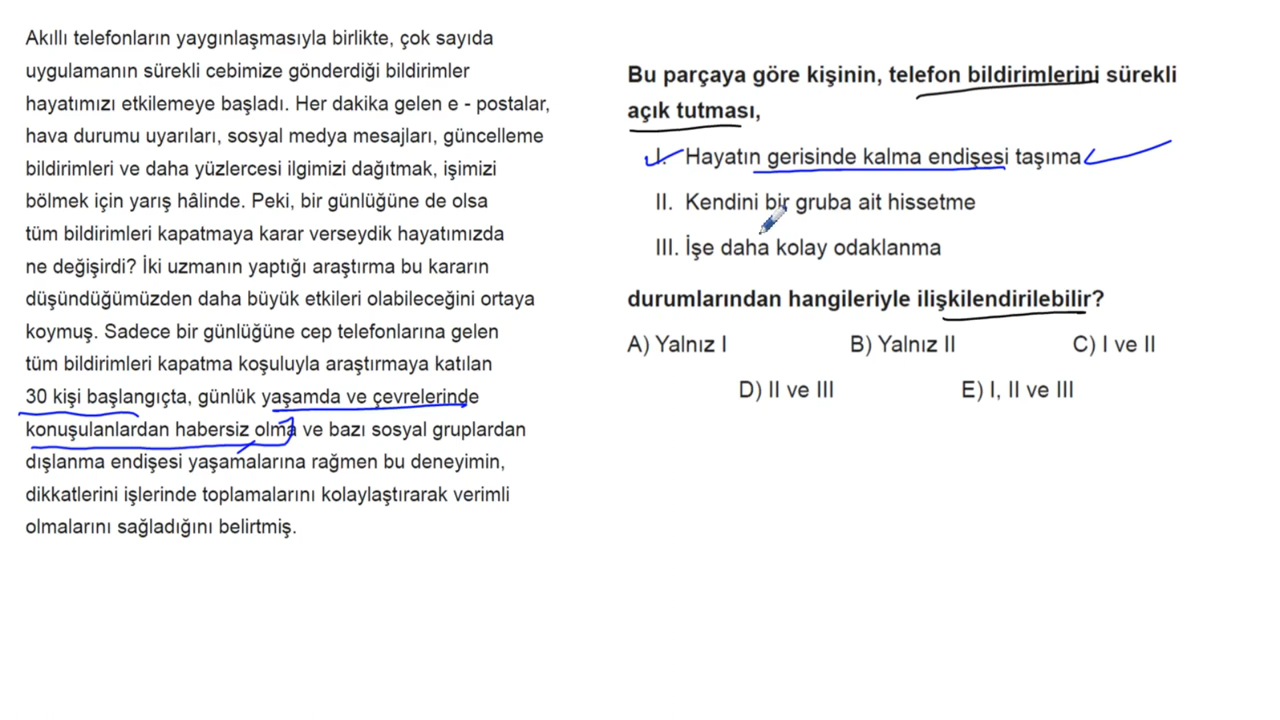 Akıllı telefonların yaygınlaşmasıyla birlikte, çok sayıda
uygulamanın sürekli cebimize gönderdiği bildirimler
hayatımızı etkilemeye başladı. Her dakika gelen e - postalar,
hava durumu uyarıları, sosyal medya mesajları, güncelleme
bildirimleri ve daha yüzlercesi ilgimizi dağıtmak, işimizi
bölmek için yarış hâlinde. Peki, bir günlüğüne de olsa
tüm bildirimleri kapatmaya karar verseydik hayatımızda
ne değişirdi? İki uzmanın yaptığı araştırma bu kararın
düşündüğümüzden daha büyük etkileri olabileceğini ortaya
koymuş. Sadece bir günlüğüne cep telefonlarına gelen
tüm bildirimleri kapatma koşuluyla araştırmaya katılan
30 kişi başlangıçta, günlük yaşamda ve çevrelerinde
konuşulanlardan habersiz olma ve bazı sosyal gruplardan
dışlanma endişesi yaşamalarına rağmen bu deneyimin,
dikkatlerini işlerinde toplamalarını kolaylaştırarak verimli
olmalarını sağladığını belirtmiş.
Bu parçaya göre kişinin, telefon bildirimlerini sürekli
açık tutması,
I. Hayatın gerisinde kalma endişesi taşıma
II. Kendini bir gruba ait hissetme
III. İşe daha kolay odaklanma
durumlarından hangileriyle ilişkilendirilebilir?
A) Yalnız I B) Yalnız II C) I ve II
D) II ve III E) I, II ve III